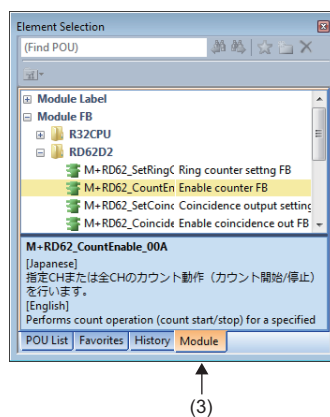 Element Selection
(Find POU)
Module Label
Module FB
R32CPU
RD62D2
M+RD62_SetRingC Ring counter settng FB
M+RD62_CountEn Enable counter FB
M+RD62_SetCoinc Coincidence output setting
M+RD62_Coincide Enable coincidence out FB
M+RD62_CountEnable_00A
[Japanese]
指定CHまたは全CHのカウント動作（カウント開始/停止）
を行います。
[English]
Performs count operation (count start/stop) for a specified
POU List Favorites History Module
(3)